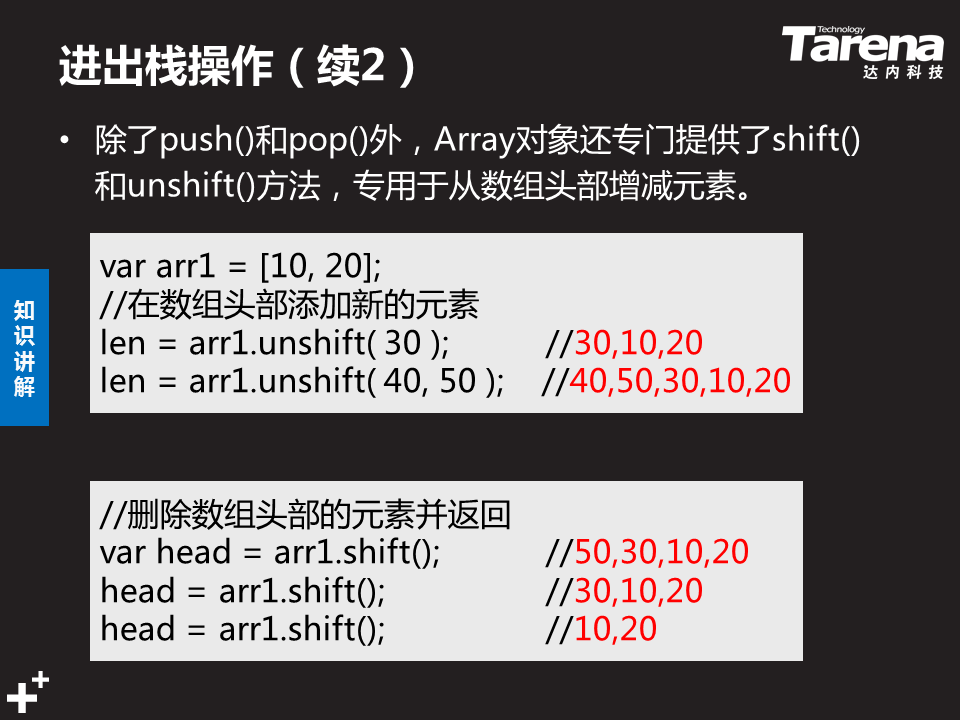 进出栈操作（续2）
Technology
Tarena
达内科技
• 除了push()和pop()外，Array对象还专门提供了shift()
和unshift()方法，专用于从数组头部增减元素。
var arr1 = [10, 20];
//在数组头部添加新的元素
len = arr1.unshift( 30 ); //30,10,20
len = arr1.unshift( 40, 50 ); //40,50,30,10,20
知识讲解
//删除数组头部的元素并返回
var head = arr1.shift(); //50,30,10,20
head = arr1.shift(); //30,10,20
head = arr1.shift(); //10,20